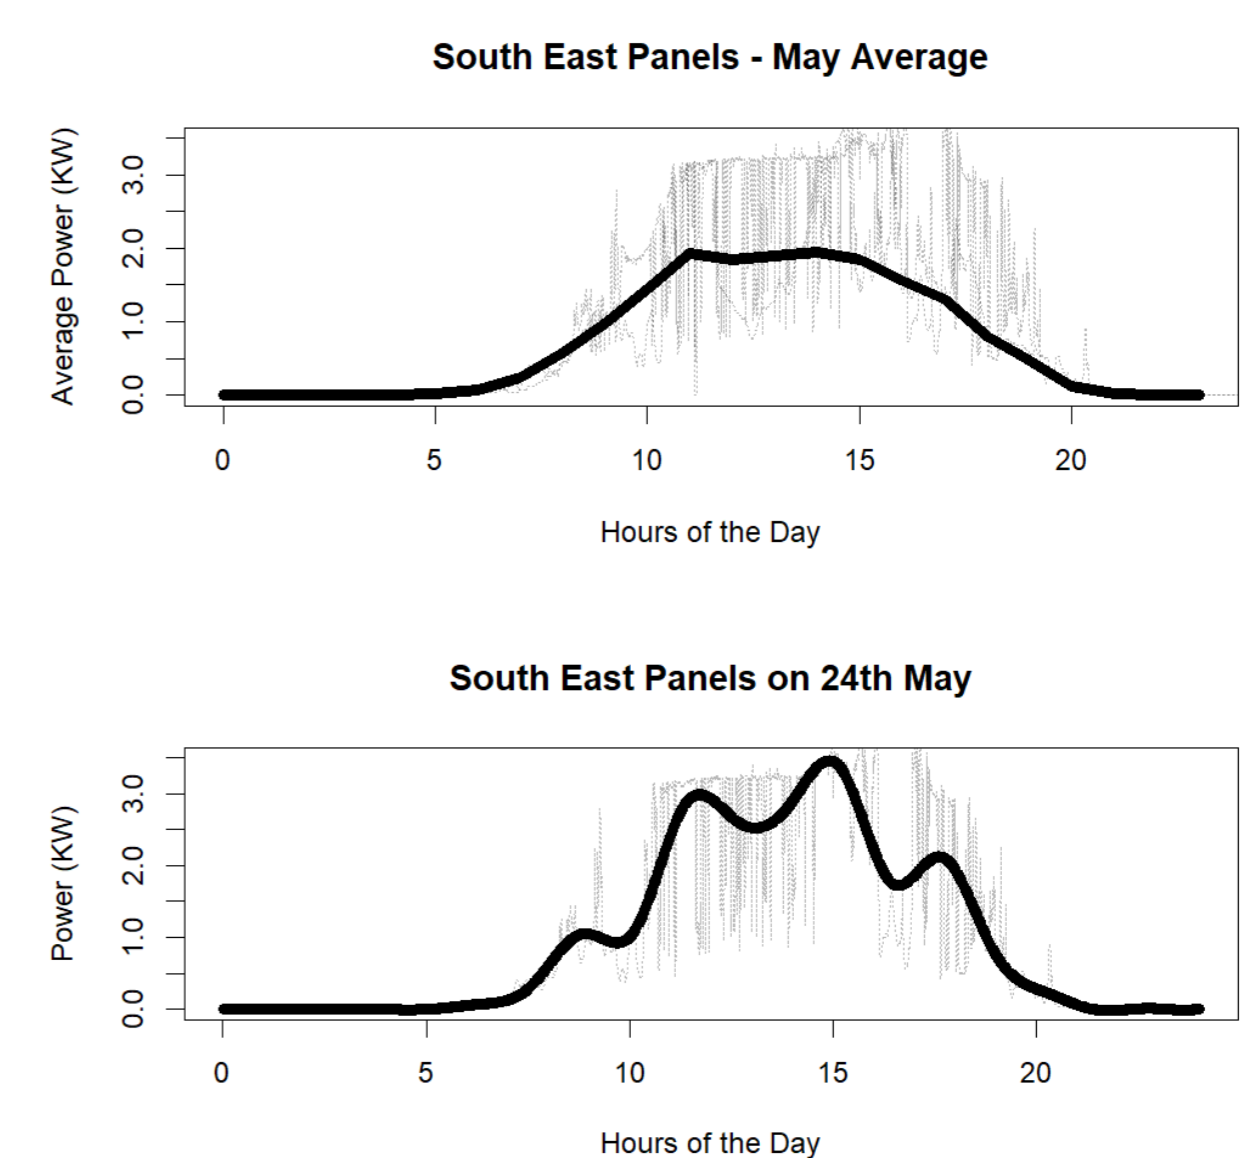 South East Panels - May Average
Average Power (KW)
3.0
2.0
1.0
0.0
0 5 10 15 20
Hours of the Day
South East Panels on 24th May
Power (KW)
3.0
2.0
1.0
0.0
0 5 10 15 20
Hours of the Day